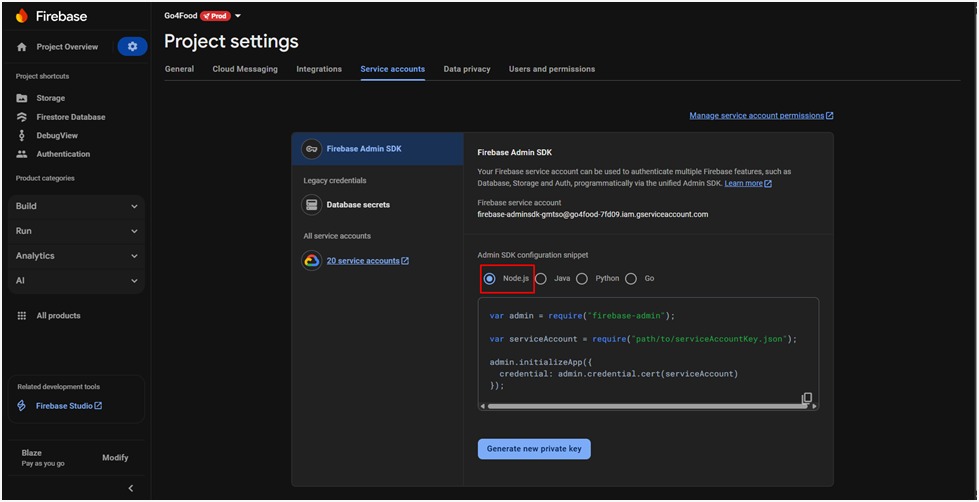 Firebase
Go4Food Prod
Project settings
Project Overview
General Cloud Messaging Integrations Service accounts Data privacy Users and permissions
Project shortcuts
Storage
Firestore Database
DebugView
Authentication
Product categories
Build
Run
Analytics
AI
All products
Related development tools
Firebase Studio
Blaze
Pay as you go
Modify
Manage service account permissions
Firebase Admin SDK
Legacy credentials
Database secrets
All service accounts
20 service accounts
Firebase Admin SDK
Your Firebase service account can be used to authenticate multiple Firebase features, such as
Database, Storage and Auth, programmatically via the unified Admin SDK. Learn more
Firebase service account
firebase-adminsdk-gmtso@go4food-7fd09.iam.gserviceaccount.com
Admin SDK configuration snippet
Node.js Java Python Go
var admin = require("firebase-admin");
var serviceAccount = require("path/to/serviceAccountKey.json");
admin.initializeApp({
credential: admin.credential.cert(serviceAccount)
});
Generate new private key